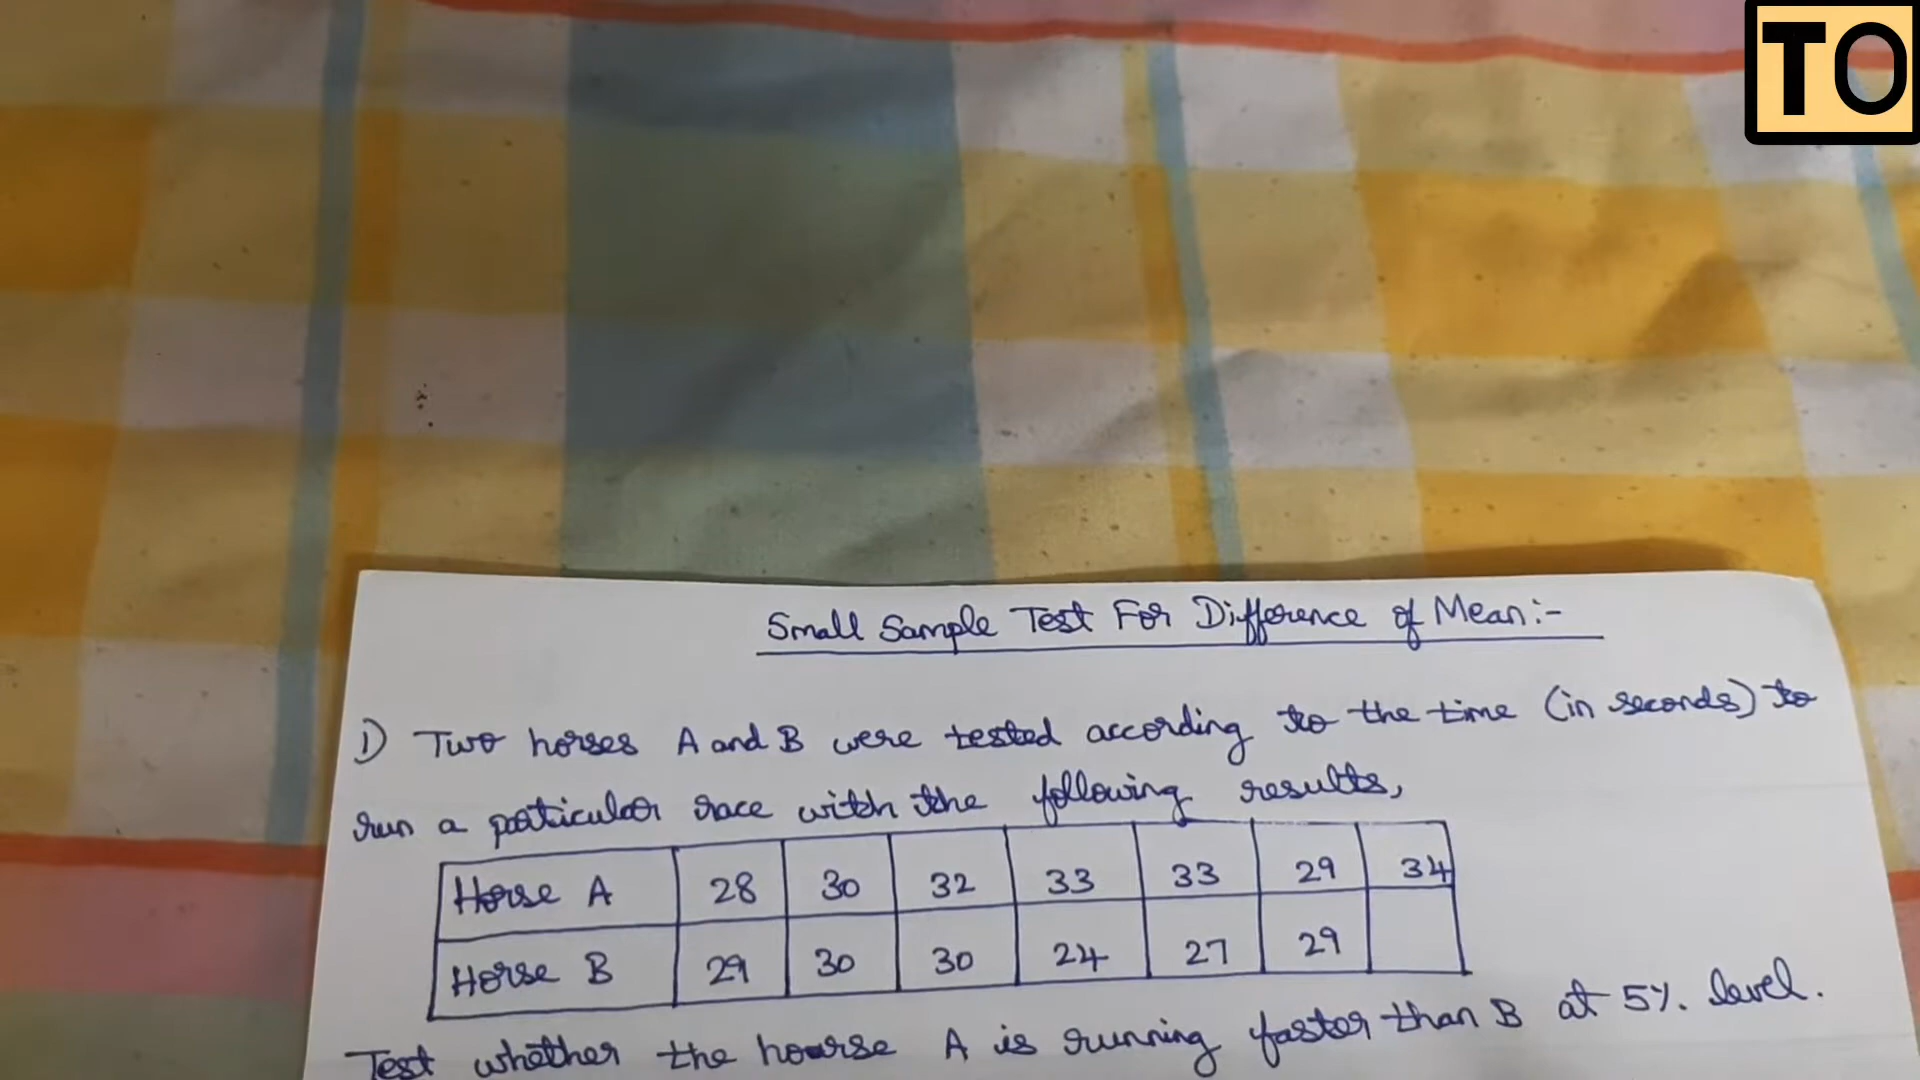 TO
Small Sample Test For Difference of Mean:-
1) Two horses A and B were tested according to the time (in seconds) to
run a particular race with the following results,
Horse A 28 30 32 33 33 29 34
Horse B 29 30 30 24 27 29
Test whether the hourse A is running faster than B at 5%. level.